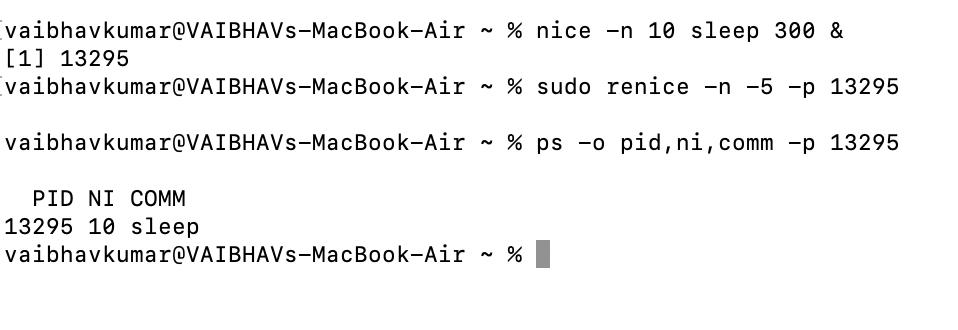 vaibhavkumar@VAIBHAVs-MacBook-Air ~ % nice -n 10 sleep 300 &
[1] 13295
vaibhavkumar@VAIBHAVs-MacBook-Air ~ % sudo renice -n -5 -p 13295
vaibhavkumar@VAIBHAVs-MacBook-Air ~ % ps -o pid,ni,comm -p 13295
PID NI COMM
13295 10 sleep
vaibhavkumar@VAIBHAVs-MacBook-Air ~ %